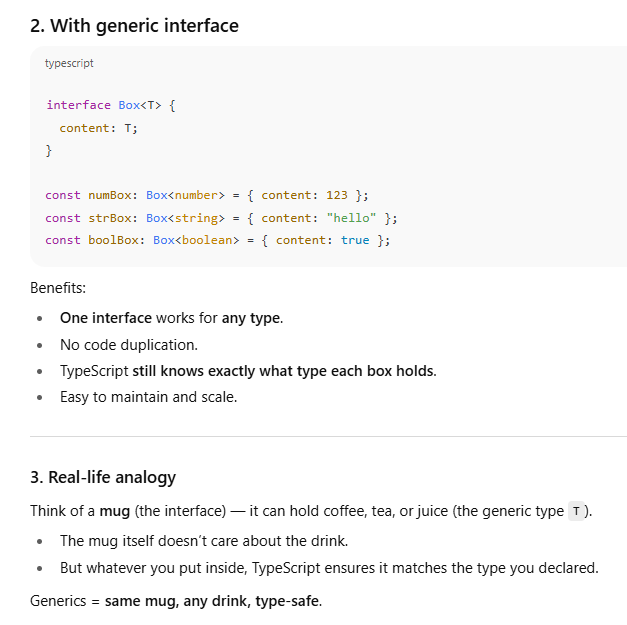 2. With generic interface
typescript
interface Box<T> {
  content: T;
}
const numBox: Box<number> = { content: 123 };
const strBox: Box<string> = { content: "hello" };
const boolBox: Box<boolean> = { content: true };
Benefits:
• One interface works for any type.
• No code duplication.
• TypeScript still knows exactly what type each box holds.
• Easy to maintain and scale.
3. Real-life analogy
Think of a mug (the interface) — it can hold coffee, tea, or juice (the generic type T).
• The mug itself doesn’t care about the drink.
• But whatever you put inside, TypeScript ensures it matches the type you declared.
Generics = same mug, any drink, type-safe.